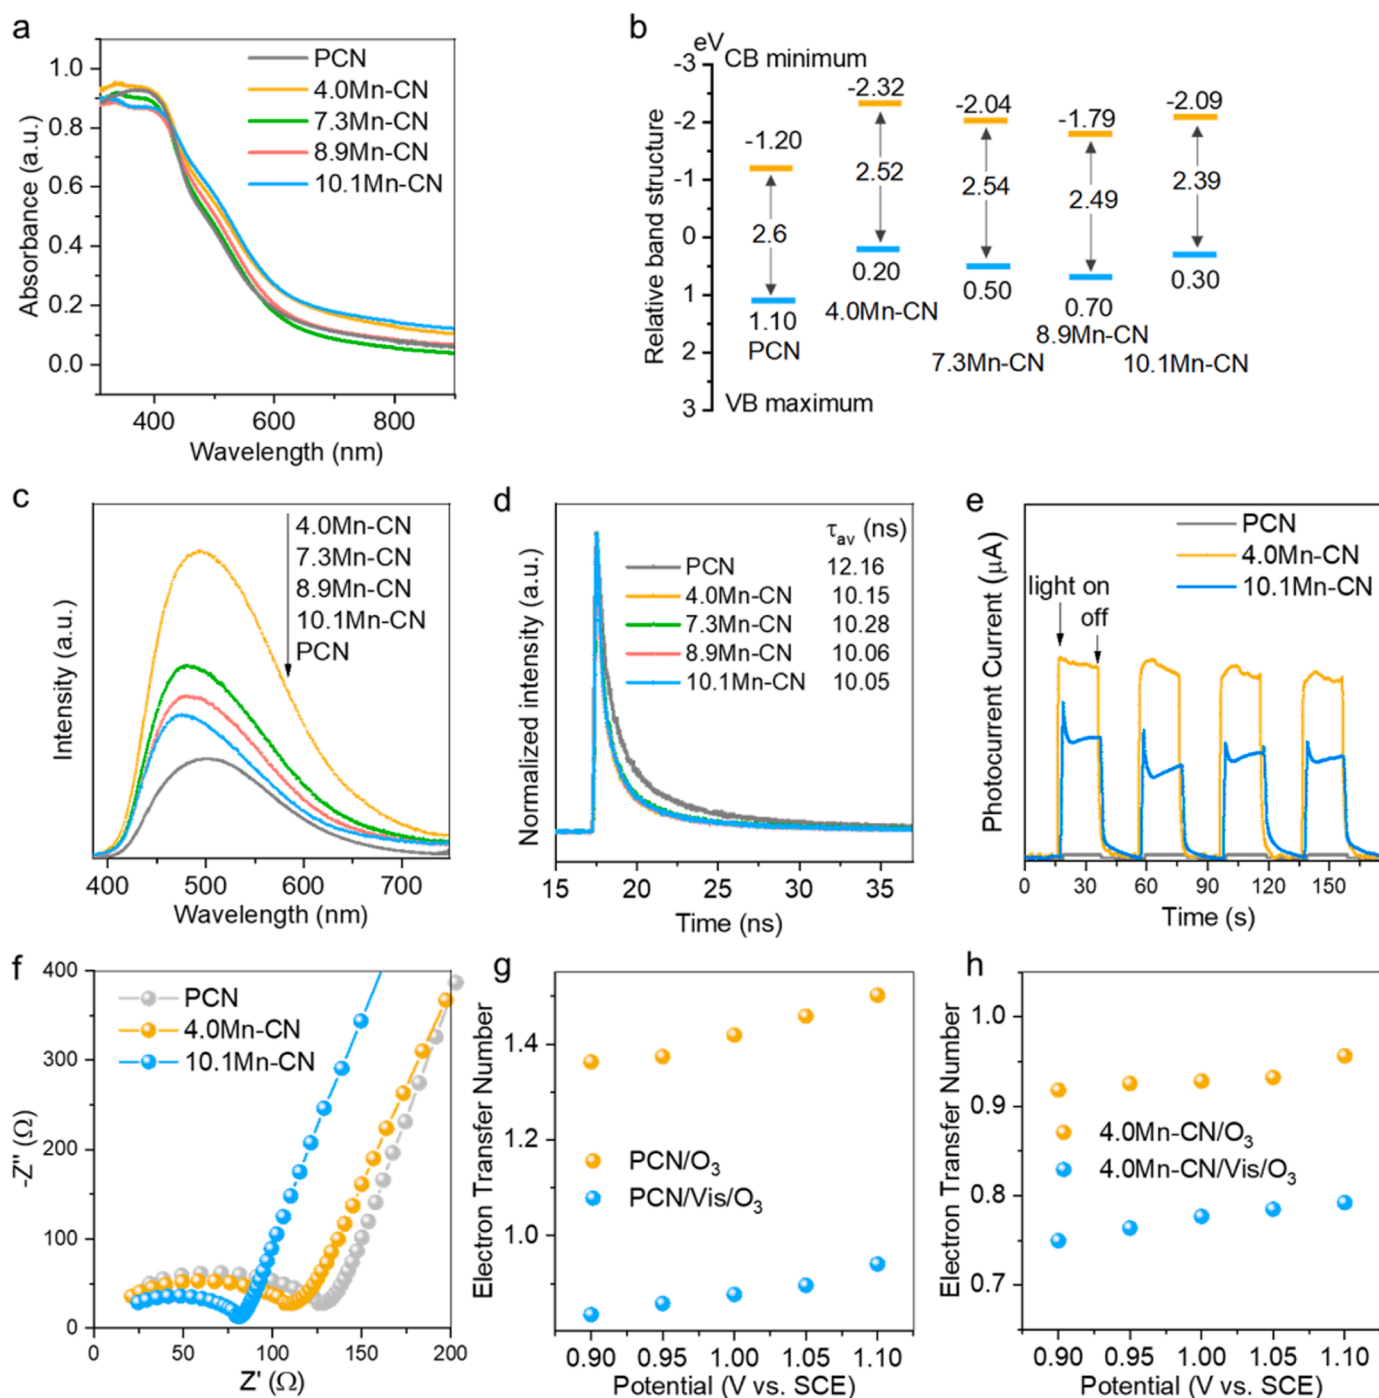 a
1.0
0.8
0.6
0.4
0.2
0.0
Absorbance (a.u.)
PCN
4.0Mn-CN
7.3Mn-CN
8.9Mn-CN
10.1Mn-CN
400 600 800
Wavelength (nm)
b
eV
CB minimum
-3
-2
-1
0
1
2
3
Relative band structure
-1.20
2.6
1.10
PCN
-2.32
2.52
0.20
4.0Mn-CN
-2.04
2.54
0.50
7.3Mn-CN
-1.79
2.49
0.70
8.9Mn-CN
-2.09
2.39
0.30
10.1Mn-CN
VB maximum
c
Intensity (a.u.)
4.0Mn-CN
7.3Mn-CN
8.9Mn-CN
10.1Mn-CN
PCN
400 500 600 700
Wavelength (nm)
d
Normalized intensity (a.u.)
τav (ns)
PCN 12.16
4.0Mn-CN 10.15
7.3Mn-CN 10.28
8.9Mn-CN 10.06
10.1Mn-CN 10.05
15 20 25 30 35
Time (ns)
e
Photocurrent Current (μA)
PCN
4.0Mn-CN
10.1Mn-CN
light on
off
0 30 60 90 120 150
Time (s)
f
400
300
200
100
0
-Z" (Ω)
PCN
4.0Mn-CN
10.1Mn-CN
0 50 100 150 200
Z' (Ω)
g
1.4
1.2
1.0
Electron Transfer Number
PCN/O₃
PCN/Vis/O₃
0.90 0.95 1.00 1.05 1.10
Potential (V vs. SCE)
h
1.0
0.9
0.8
0.7
Electron Transfer Number
4.0Mn-CN/O₃
4.0Mn-CN/Vis/O₃
0.90 0.95 1.00 1.05 1.10
Potential (V vs. SCE)